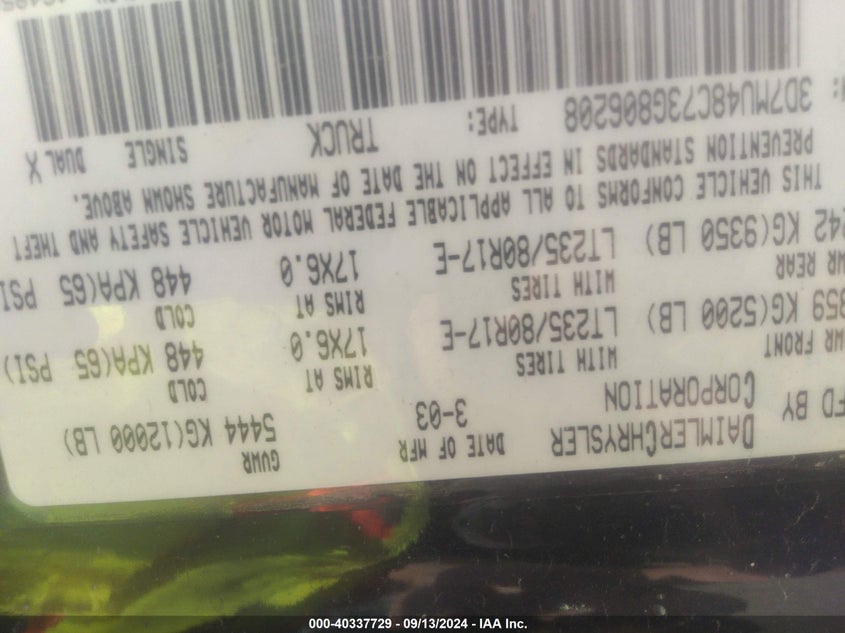 FD BY DAIMLERCHRYSLER CORPORATION
DATE OF MFR 3-03
GVWR 5444 KG(12000 LB)
WR FRONT
859 KG(5200 LB)
WITH TIRES LT235/80R17-E
RIMS AT 17X6.0
COLD 448 KPA(65 PSI)
WR REAR
242 KG(9350 LB)
WITH TIRES LT235/80R17-E
RIMS AT 17X6.0
COLD 448 KPA(65 PSI
THIS VEHICLE CONFORMS TO ALL APPLICABLE FEDERAL MOTOR VEHICLE SAFETY AND THEFT
PREVENTION STANDARDS IN EFFECT ON THE DATE OF MANUFACTURE SHOWN ABOVE.
: 3D7MU48C73G806208 TYPE: TRUCK SINGLE DUAL X
000-40337729 - 09/13/2024 - IAA Inc.